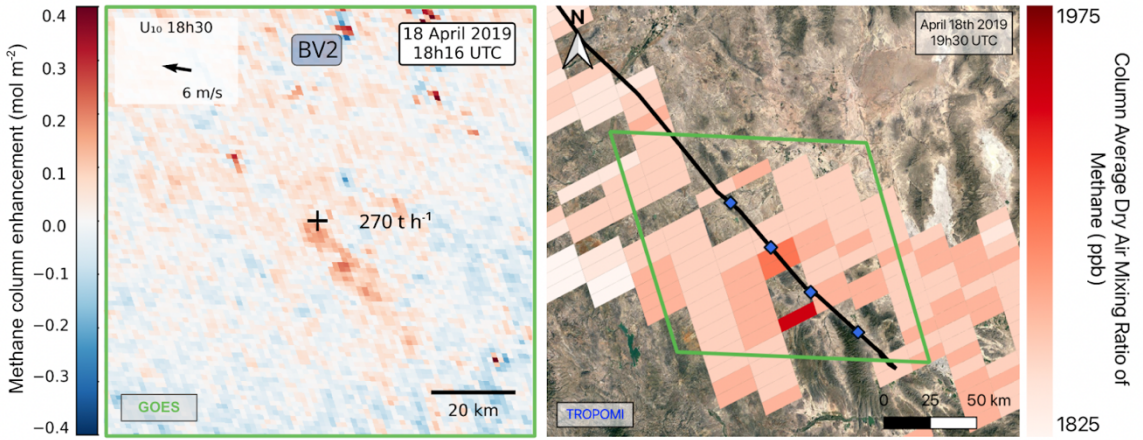 Methane column enhancement (mol m⁻²)
0.4
0.3
0.2
0.1
0.0
−0.1
−0.2
−0.3
−0.4
U₁₀ 18h30
6 m/s
BV2
18 April 2019
18h16 UTC
270 t h⁻¹
GOES
20 km
N
April 18th 2019
19h30 UTC
TROPOMI
0 25 50 km
1975
Column Average Dry Air Mixing Ratio of
Methane ( ppb)
1825